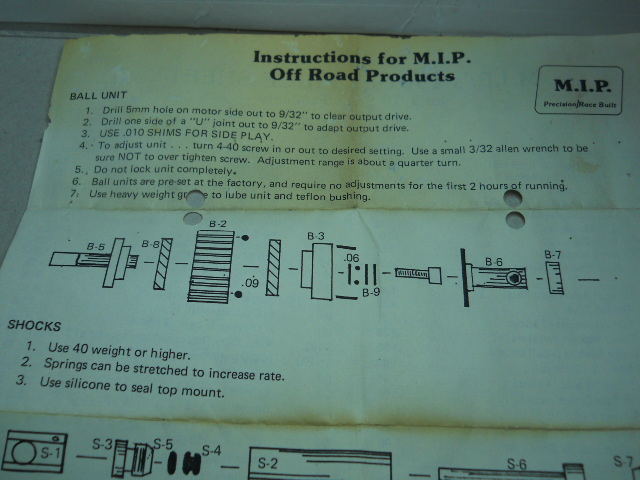 Instructions for M.I.P.
Off Road Products
M.I.P.
Precision/Race Built
BALL UNIT
1. Drill 5mm hole on motor side out to 9/32" to clear output drive.
2. Drill one side of a "U" joint out to 9/32" to adapt output drive.
3. USE .010 SHIMS FOR SIDE PLAY.
4. To adjust unit . . . turn 4-40 screw in or out to desired setting. Use a small 3/32 allen wrench to be
sure NOT to over tighten screw. Adjustment range is about a quarter turn.
5. Do not lock unit completely.
6. Ball units are pre-set at the factory, and require no adjustments for the first 2 hours of running.
7. Use heavy weight to lube unit and teflon bushing.
B-5
B-8
B-2
.09
B-3
.06
B-9
B-6
B-7
SHOCKS
1. Use 40 weight or higher.
2. Springs can be stretched to increase rate.
3. Use silicone to seal top mount.
S-1
S-3
S-5
S-4
S-2
S-6
S-7